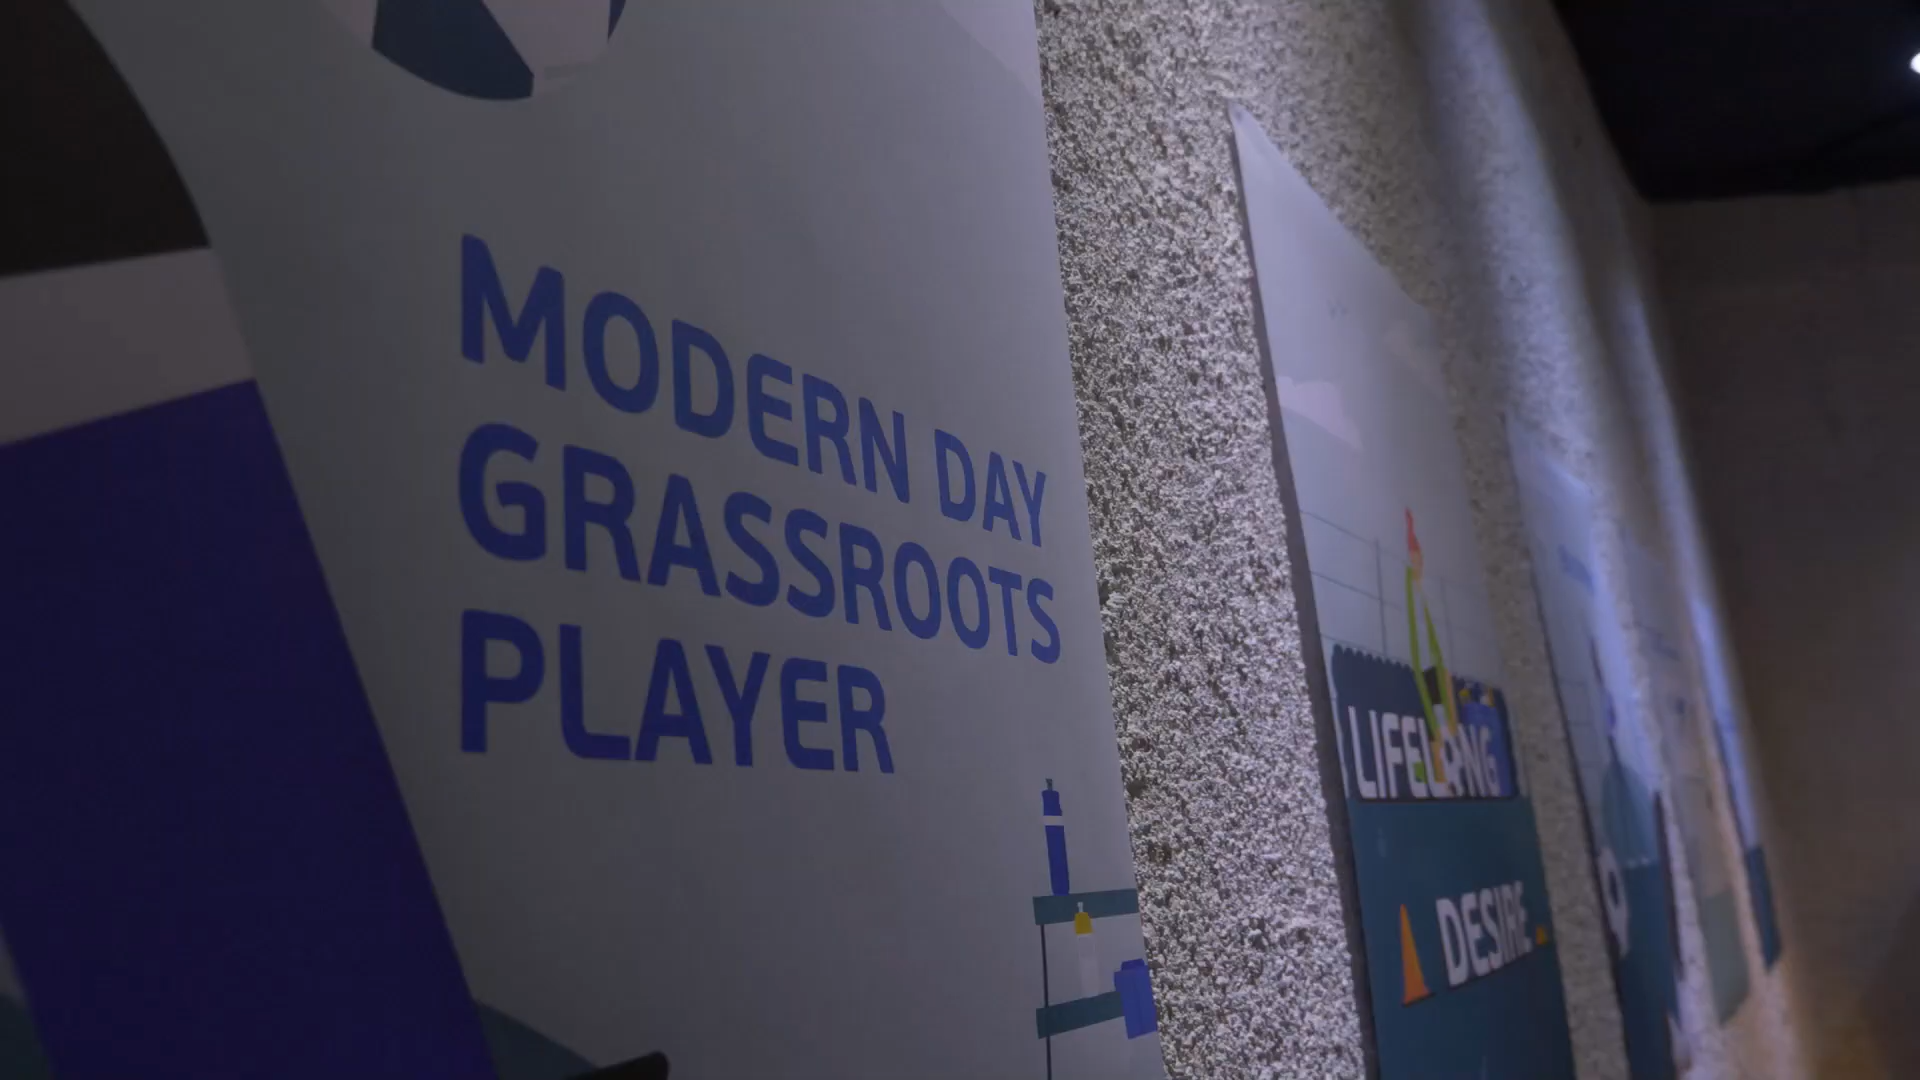 MODERN DAY
GRASSROOTS
PLAYER
LIFELONG
DESIRE